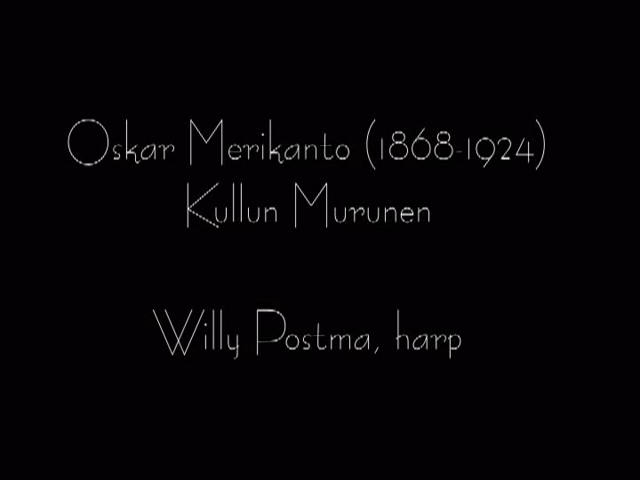 Oskar Merikanto (1868-1924)
Kullun Murunen
Willy Postma, harp